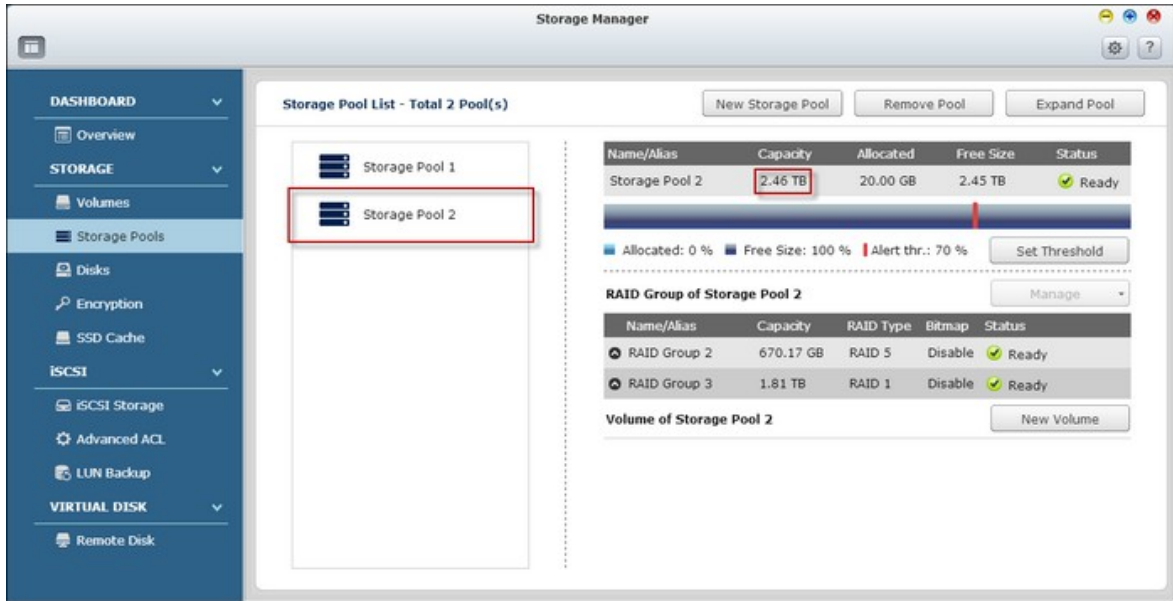 Storage Manager
?
DASHBOARD
Overview
STORAGE
Volumes
Storage Pools
Disks
Encryption
SSD Cache
iSCSI
iSCSI Storage
Advanced ACL
LUN Backup
VIRTUAL DISK
Remote Disk
Storage Pool List - Total 2 Pool(s)
New Storage Pool Remove Pool Expand Pool
Storage Pool 1
Storage Pool 2
Name/Alias Capacity Allocated Free Size Status
Storage Pool 2 2.46 TB 20.00 GB 2.45 TB Ready
Allocated: 0 % Free Size: 100 % Alert thr.: 70 % Set Threshold
RAID Group of Storage Pool 2 Manage
Name/Alias Capacity RAID Type Bitmap Status
RAID Group 2 670.17 GB RAID 5 Disable Ready
RAID Group 3 1.81 TB RAID 1 Disable Ready
Volume of Storage Pool 2 New Volume